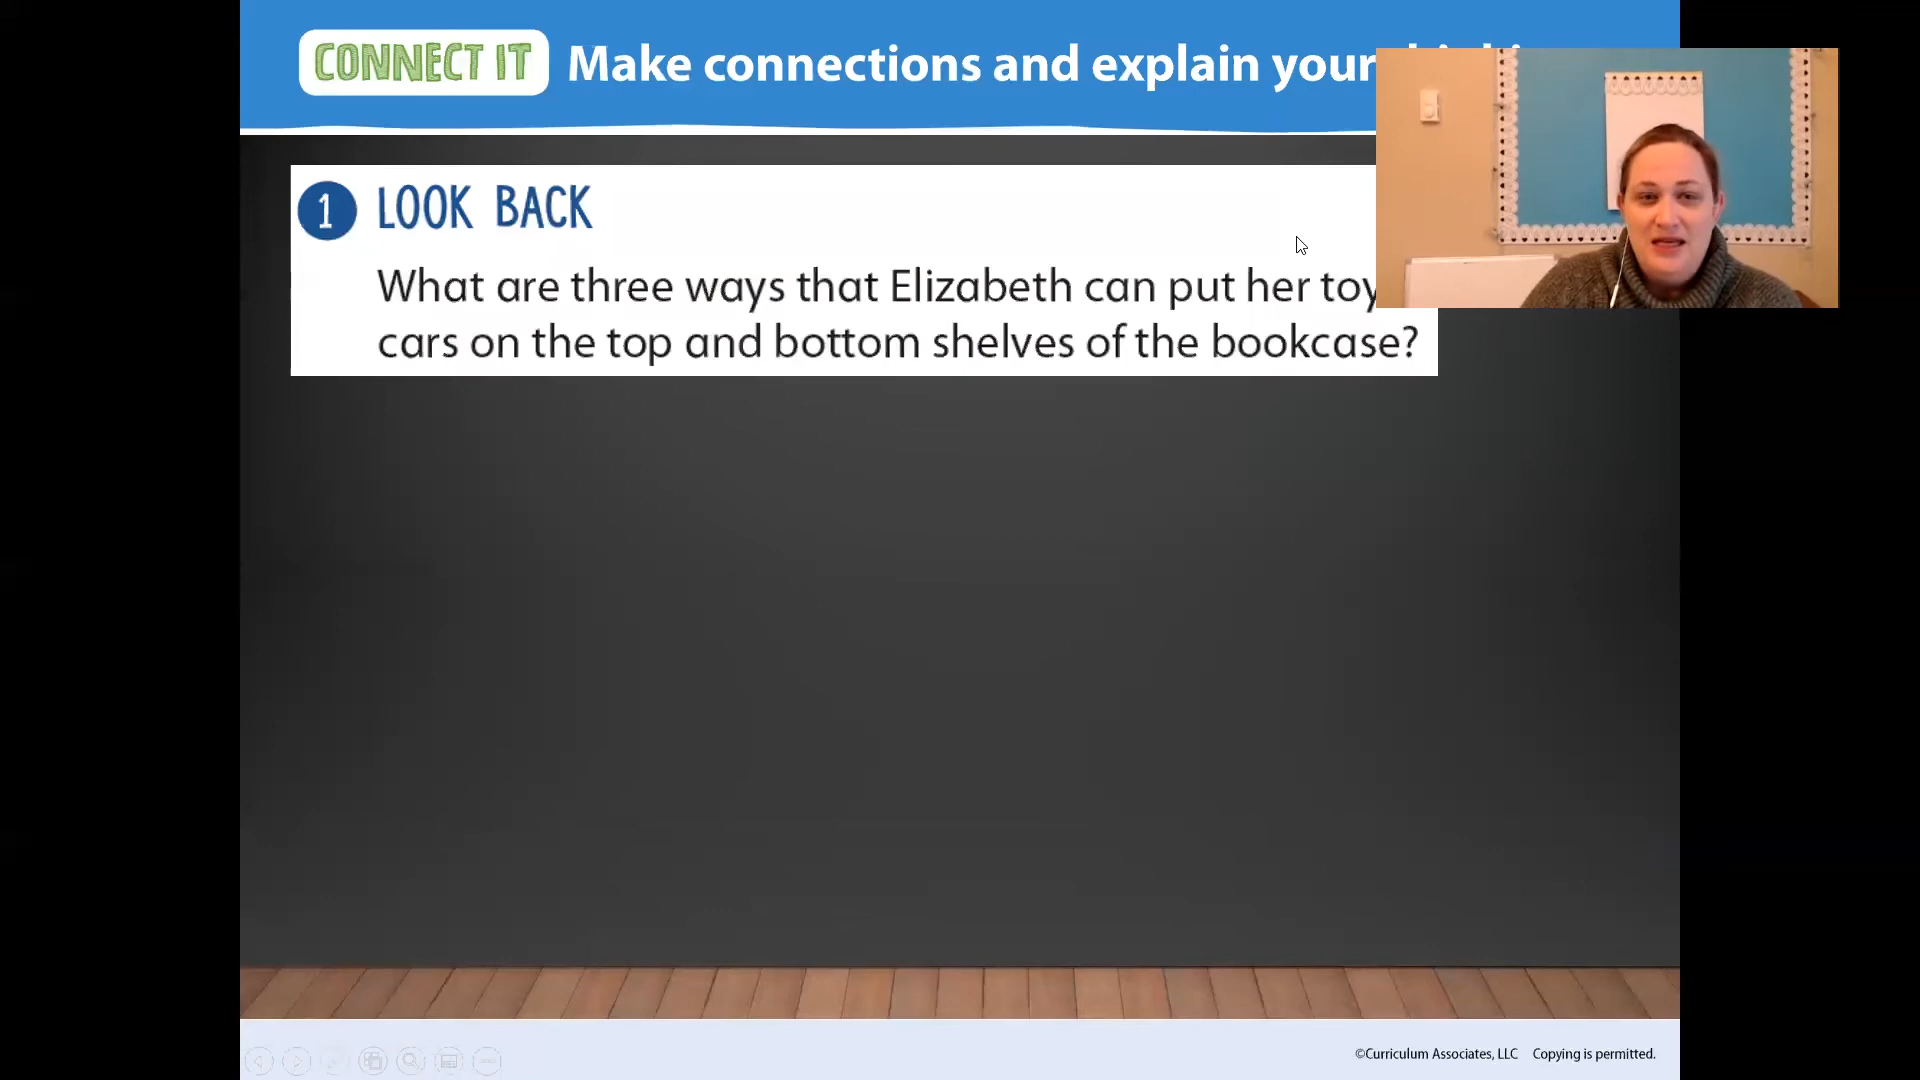 CONNECT IT Make connections and explain your
1 LOOK BACK
What are three ways that Elizabeth can put her toy
cars on the top and bottom shelves of the bookcase?
©Curriculum Associates, LLC Copying is permitted.